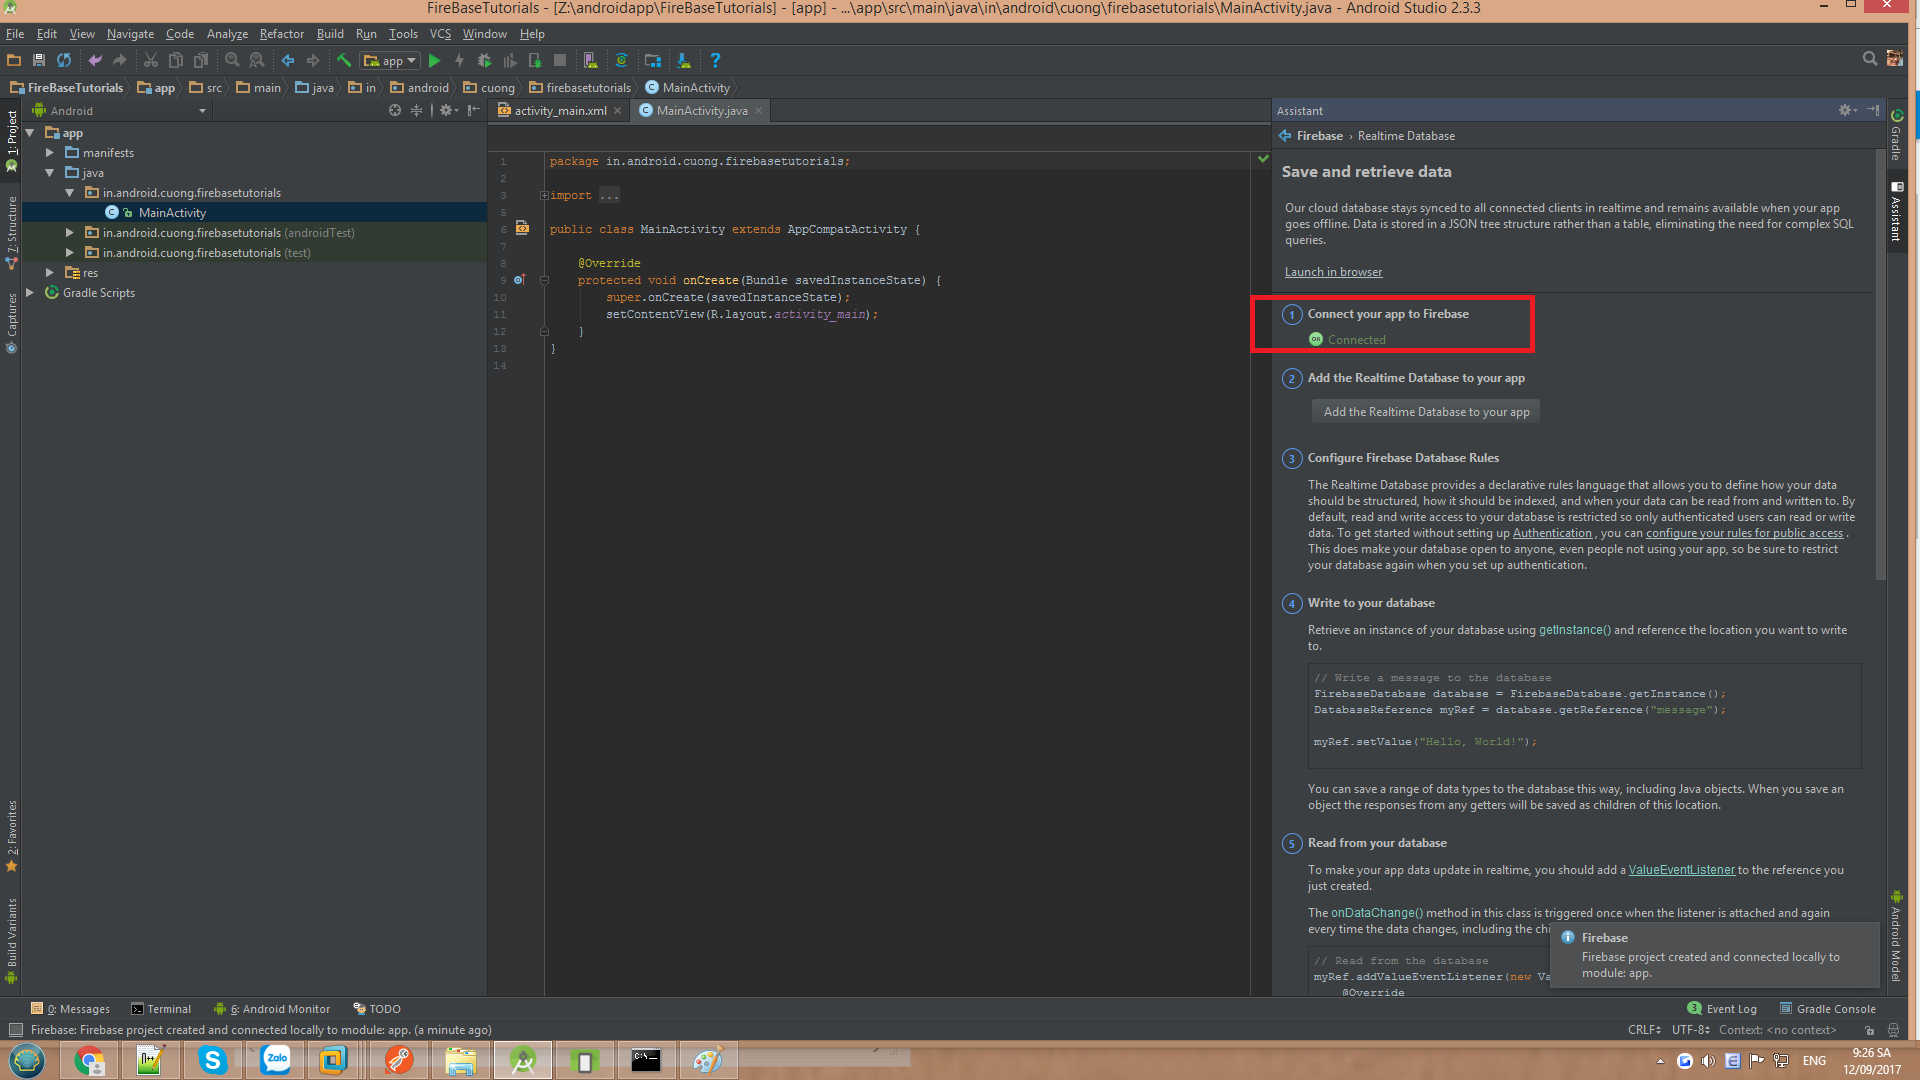 FireBaseTutorials - [Z:\androidapp\FireBaseTutorials] - [app] - ...\app\src\main\java\in\android\cuong\firebasetutorials\MainActivity.java - Android Studio 2.3.3
File Edit View Navigate Code Analyze Refactor Build Run Tools VCS Window Help
app
FireBaseTutorials app src main java in android cuong firebasetutorials MainActivity
1: Project
7: Structure
Captures
2: Favorites
Build Variants
Android
app
manifests
java
in.android.cuong.firebasetutorials
MainActivity
in.android.cuong.firebasetutorials (androidTest)
in.android.cuong.firebasetutorials (test)
res
Gradle Scripts
activity_main.xml MainActivity.java
1 package in.android.cuong.firebasetutorials;
2
3 import ...
5
6 public class MainActivity extends AppCompatActivity {
7
8 @Override
9 protected void onCreate(Bundle savedInstanceState) {
10 super.onCreate(savedInstanceState);
11 setContentView(R.layout.activity_main);
12 }
13 }
14
Assistant
Firebase › Realtime Database
Save and retrieve data
Our cloud database stays synced to all connected clients in realtime and remains available when your app
goes offline. Data is stored in a JSON tree structure rather than a table, eliminating the need for complex SQL
queries.
Launch in browser
1 Connect your app to Firebase
ON Connected
2 Add the Realtime Database to your app
Add the Realtime Database to your app
3 Configure Firebase Database Rules
The Realtime Database provides a declarative rules language that allows you to define how your data
should be structured, how it should be indexed, and when your data can be read from and written to. By
default, read and write access to your database is restricted so only authenticated users can read or write
data. To get started without setting up Authentication , you can configure your rules for public access .
This does make your database open to anyone, even people not using your app, so be sure to restrict
your database again when you set up authentication.
4 Write to your database
Retrieve an instance of your database using getInstance() and reference the location you want to write
to.
// Write a message to the database
FirebaseDatabase database = FirebaseDatabase.getInstance();
DatabaseReference myRef = database.getReference("message");
myRef.setValue("Hello, World!");
You can save a range of data types to the database this way, including Java objects. When you save an
object the responses from any getters will be saved as children of this location.
5 Read from your database
To make your app data update in realtime, you should add a ValueEventListener to the reference you
just created.
The onDataChange() method in this class is triggered once when the listener is attached and again
every time the data changes, including the chi
// Read from the database
myRef.addValueEventListener(new Va
@Override
Firebase
Firebase project created and connected locally to
module: app.
Gradle
Assistant
Android Model
0: Messages Terminal 6: Android Monitor TODO 3 Event Log Gradle Console
Firebase: Firebase project created and connected locally to module: app. (a minute ago) CRLF UTF-8 Context: <no context>
Zalo
C:\
ENG
9:26 SA
12/09/2017